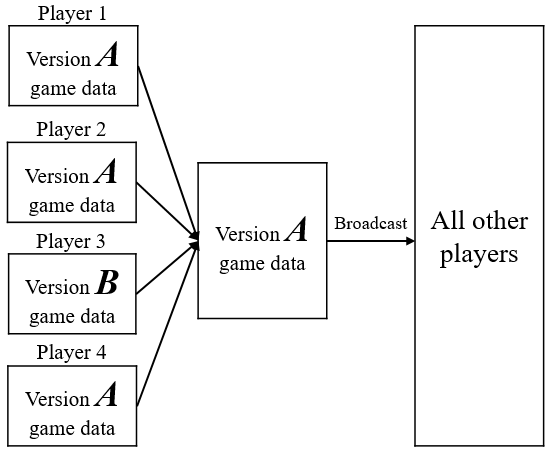 Player 1
Version A
game data
Player 2
Version A
game data
Player 3
Version B
game data
Player 4
Version A
game data
Version A
game data
Broadcast
All other
players